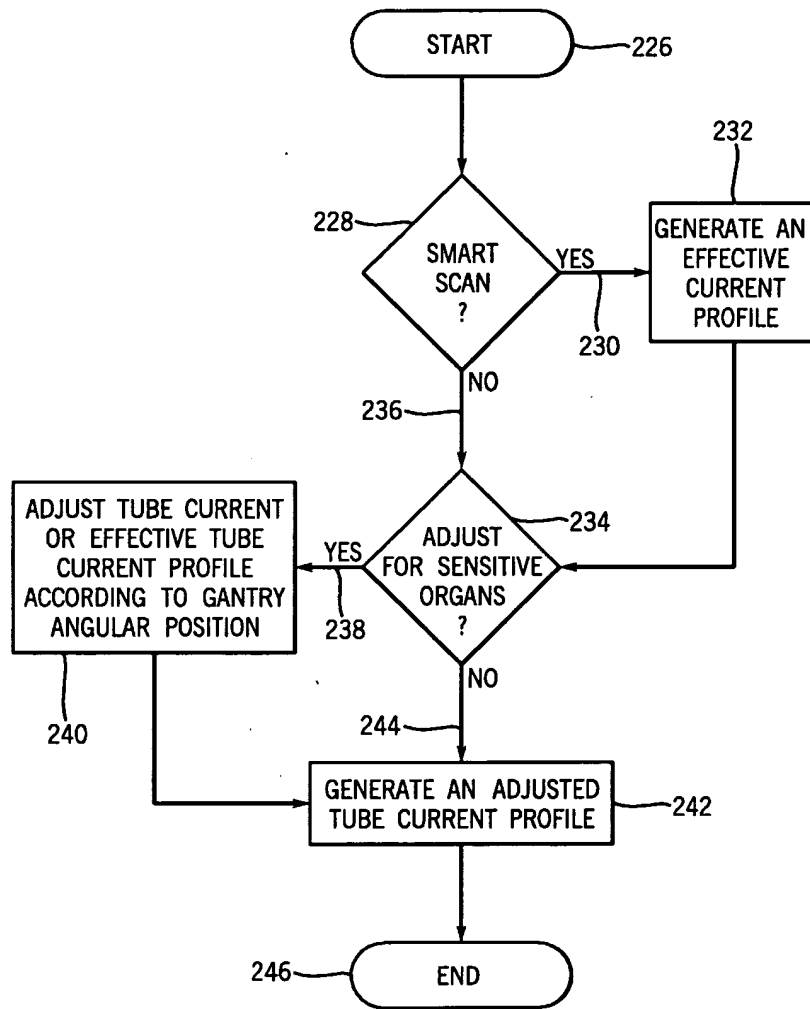 START
226
232
228
SMART
SCAN
?
YES
230
GENERATE AN
EFFECTIVE
CURRENT
PROFILE
NO
236
234
ADJUST
FOR SENSITIVE
ORGANS
?
YES
238
ADJUST TUBE CURRENT
OR EFFECTIVE TUBE
CURRENT PROFILE
ACCORDING TO GANTRY
ANGULAR POSITION
240
NO
244
GENERATE AN ADJUSTED
TUBE CURRENT PROFILE
242
246
END